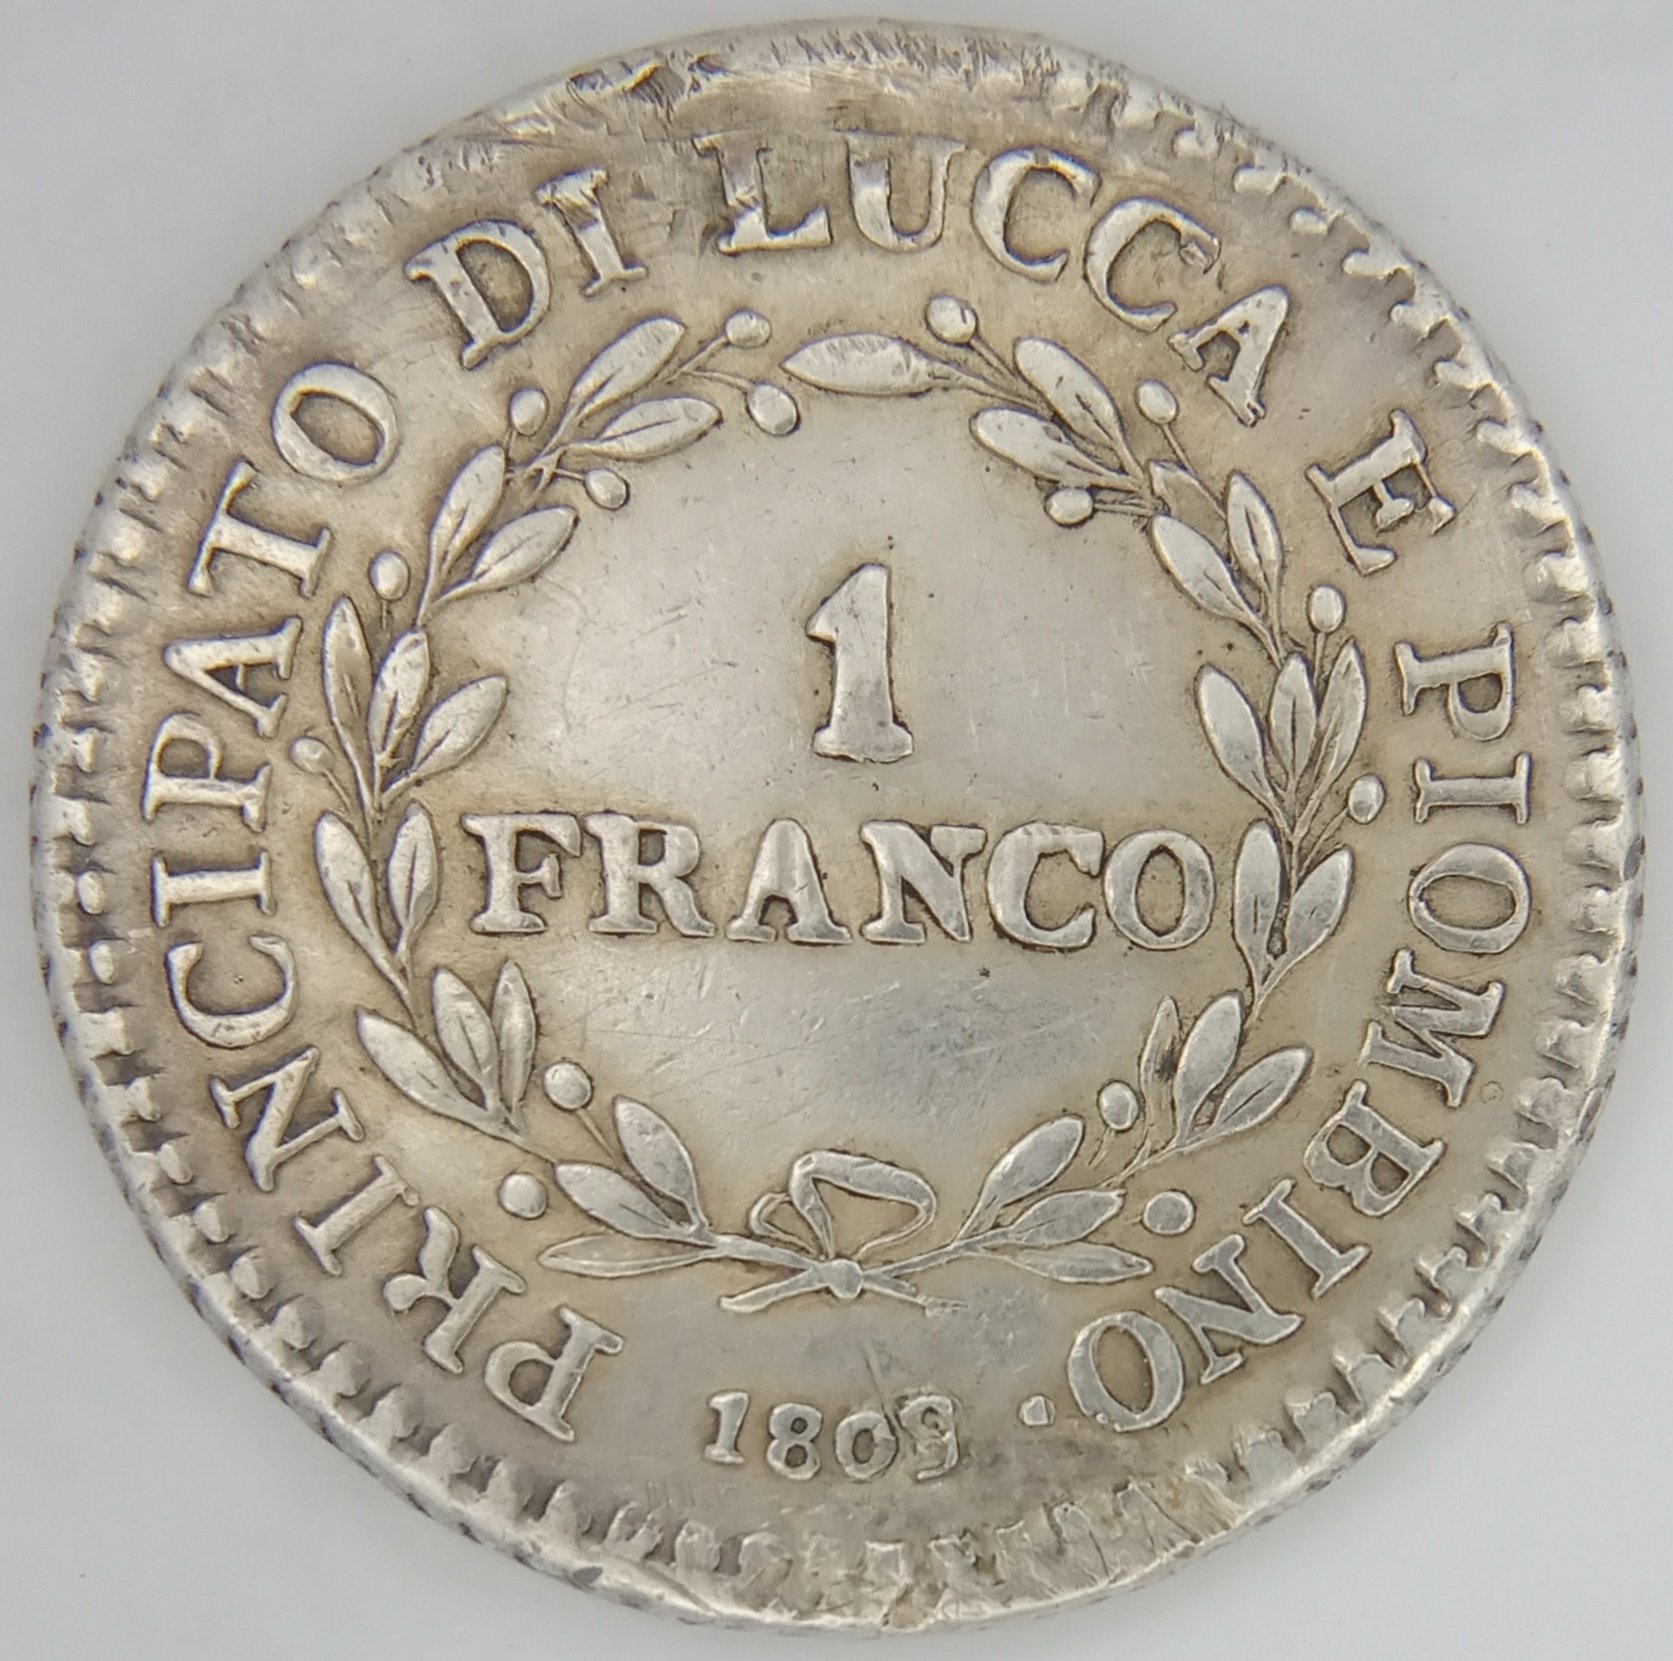 PRINCIPATO DI LUCCA E PIOMBINO ·
1
FRANCO
1808